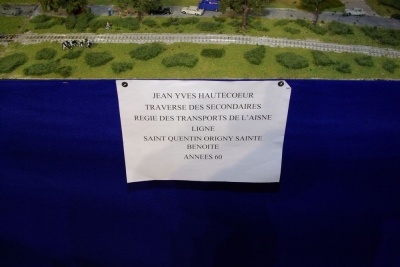 JEAN YVES HAUTECOEUR
TRAVERSE DES SECONDAIRES
REGIE DES TRANSPORTS DE L'AISNE
LIGNE
SAINT QUENTIN ORIGNY SAINTE
BENOITE
ANNEES 60